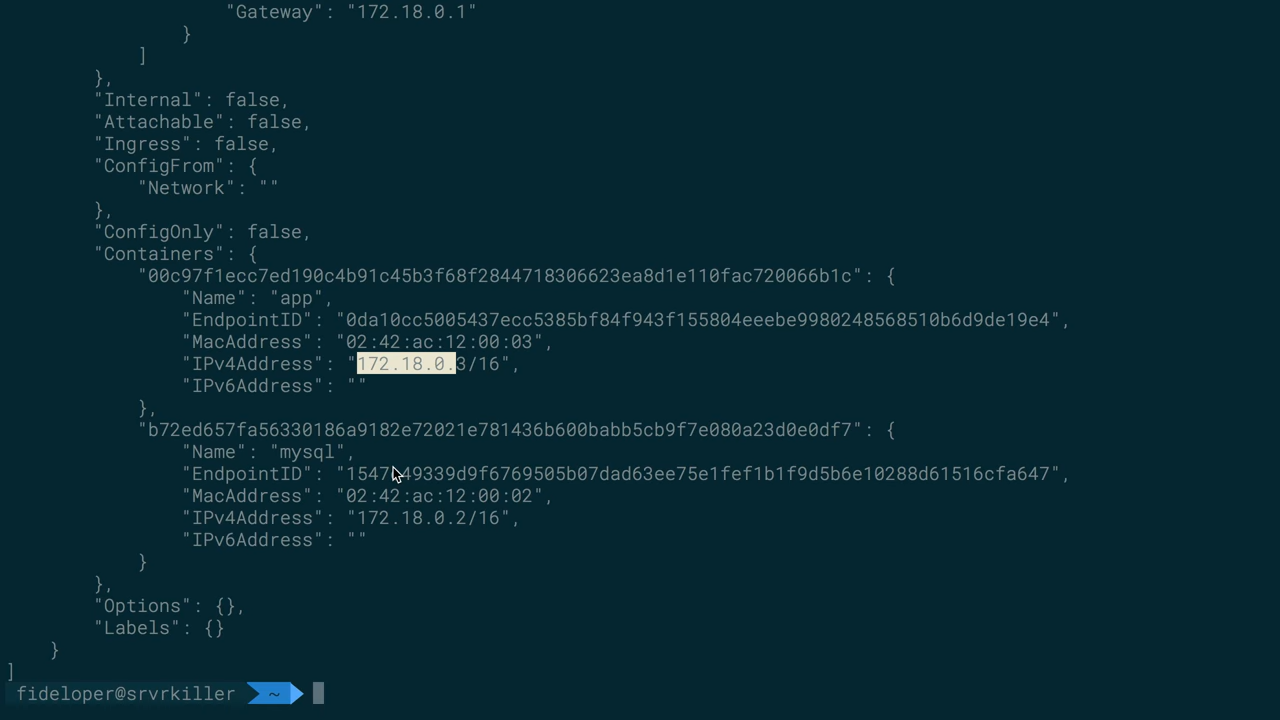 "Gateway": "172.18.0.1"
}
]
},
"Internal": false,
"Attachable": false,
"Ingress": false,
"ConfigFrom": {
"Network": ""
},
"ConfigOnly": false,
"Containers": {
"00c97f1ecc7ed190c4b91c45b3f68f2844718306623ea8d1e110fac720066b1c": {
"Name": "app",
"EndpointID": "0da10cc5005437ecc5385bf84f943f155804eeebe9980248568510b6d9de19e4",
"MacAddress": "02:42:ac:12:00:03",
"IPv4Address": "172.18.0.3/16",
"IPv6Address": ""
},
"b72ed657fa56330186a9182e72021e781436b600babb5cb9f7e080a23d0e0df7": {
"Name": "mysql",
"EndpointID":
"MacAddress": "02:42:ac:12:00:02",
"IPv4Address": "172.18.0.2/16",
"IPv6Address": ""
}
},
"Options": {},
"Labels": {}
}
]
fideloper@srvrkiller ~